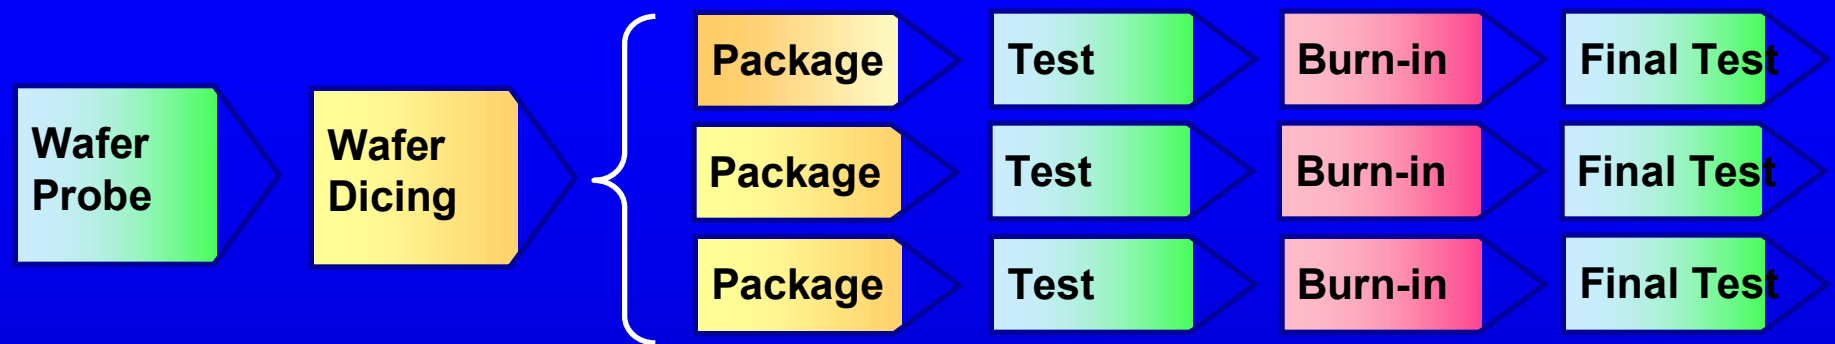 Wafer
Probe
Wafer
Dicing
Package
Test
Burn-in
Final Test
Package
Test
Burn-in
Final Test
Package
Test
Burn-in
Final Test